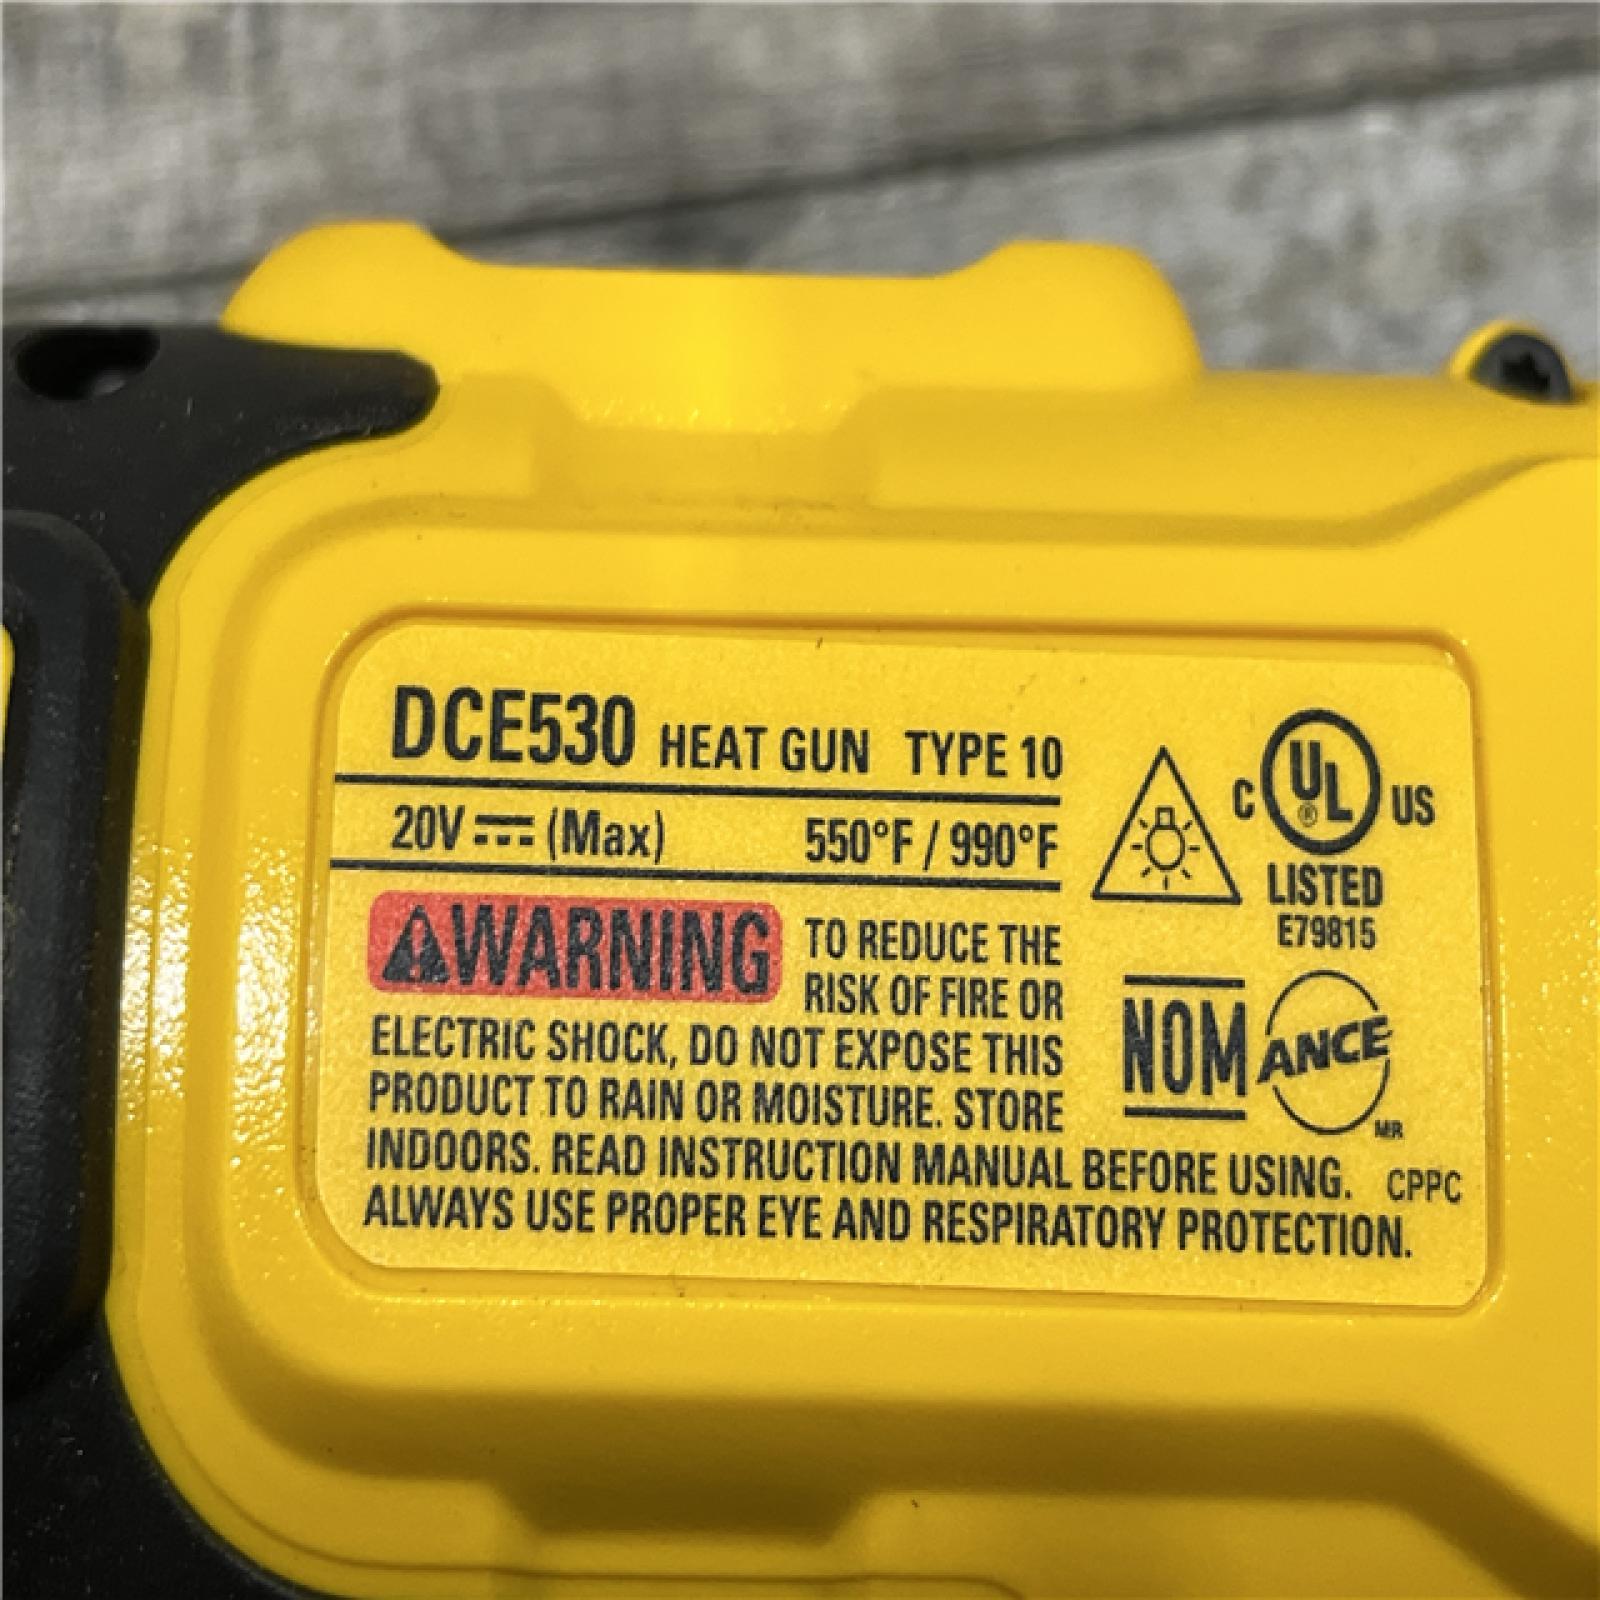 DCE530 HEAT GUN TYPE 10
20V ⎓ (Max) 550°F / 990°F
WARNING TO REDUCE THE
RISK OF FIRE OR
ELECTRIC SHOCK, DO NOT EXPOSE THIS
PRODUCT TO RAIN OR MOISTURE. STORE
INDOORS. READ INSTRUCTION MANUAL BEFORE USING.
ALWAYS USE PROPER EYE AND RESPIRATORY PROTECTION.
C UL ® US
LISTED
E79815
NOM ANCE
MR
CPPC